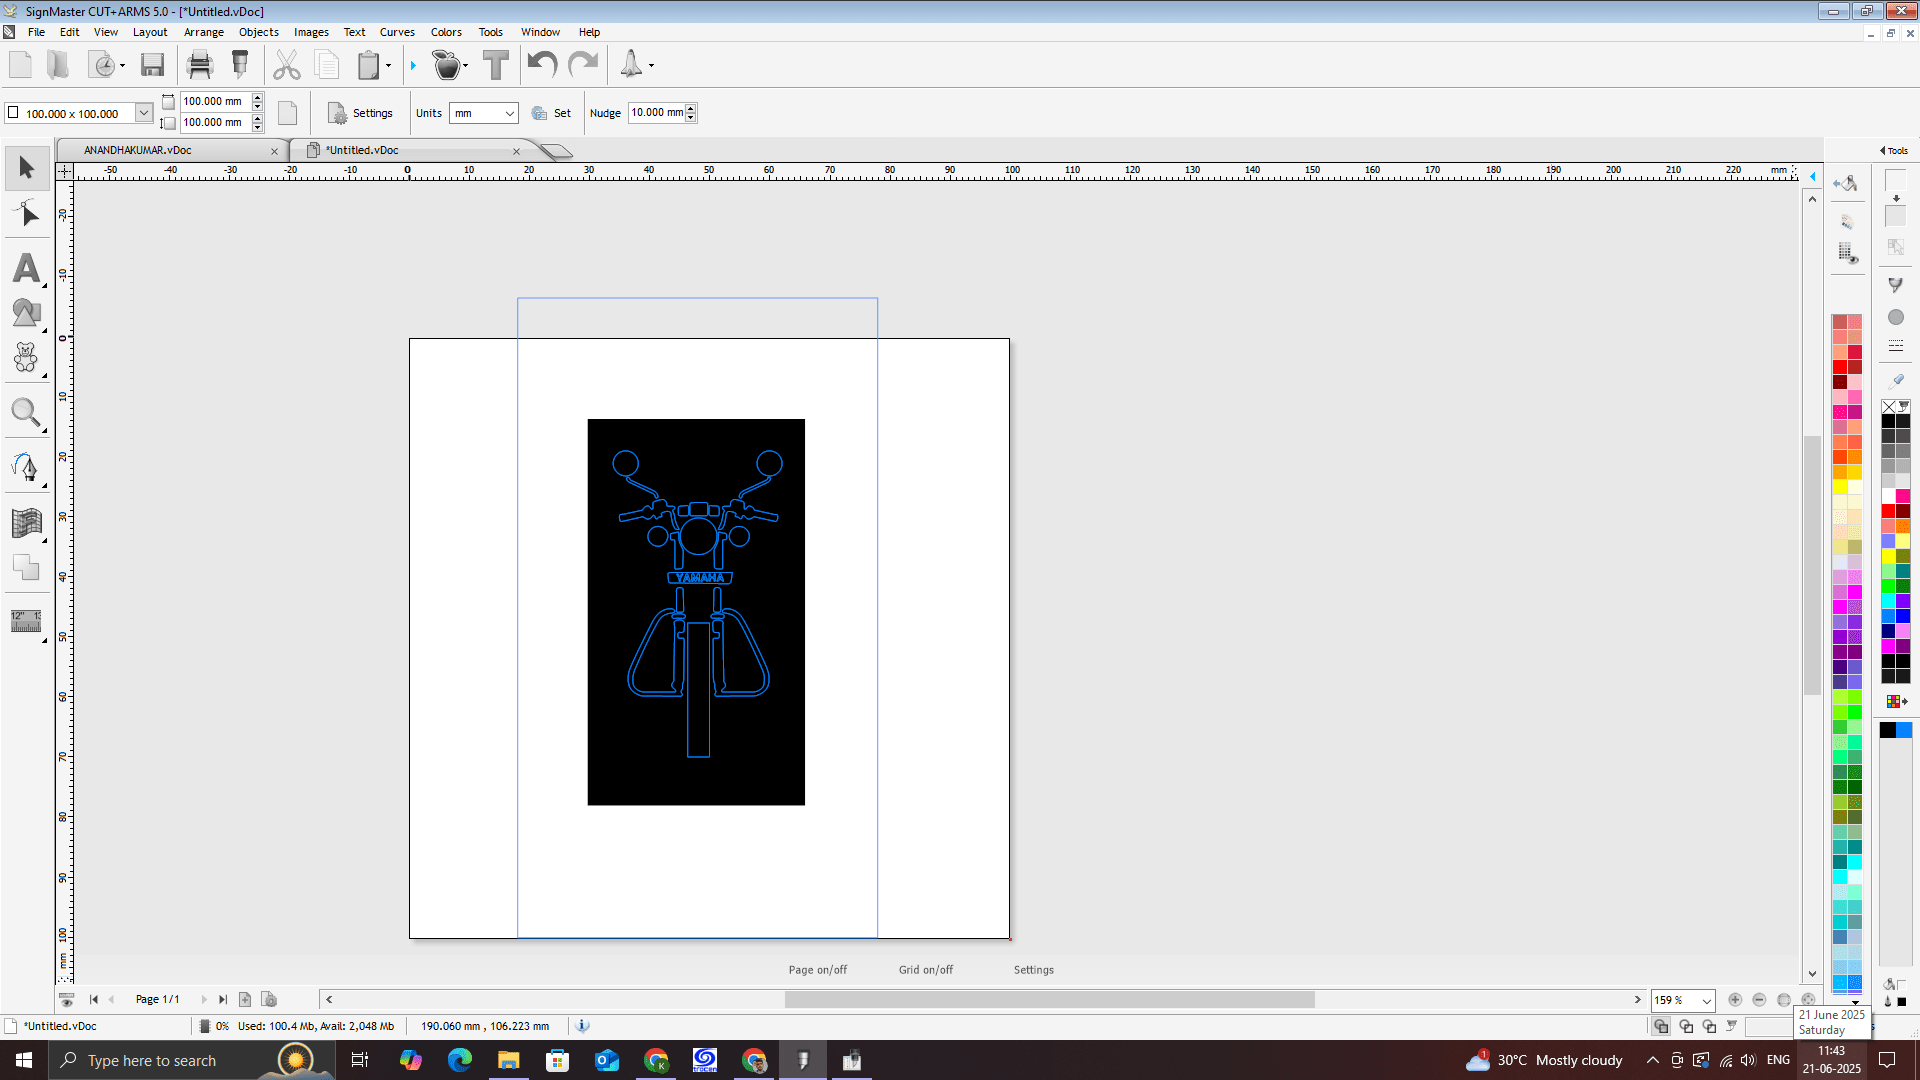 SignMaster CUT+ARMS 5.0 - [*Untitled.vDoc]
File Edit View Layout Arrange Objects Images Text Curves Colors Tools Window Help
100.000 x 100.000
100.000 mm
100.000 mm
Settings
Units
mm
Set
Nudge
10.000 mm
ANANDHAKUMAR.vDoc
*Untitled.vDoc
Tools
-50 -40 -30 -20 -10 0 10 20 30 40 50 60 70 80 90 100 110 120 130 140 150 160 170 180 190 200 210 220 mm
-20
-10
0
10
20
30
40
50
60
70
80
90
100
mm
YAMAHA
12"
Page on/off Grid on/off Settings
Page 1/1
159 %
*Untitled.vDoc
0% Used: 100.4 Mb, Avail: 2,048 Mb
190.060 mm , 106.223 mm
21 June 2025
Saturday
Type here to search
30°C Mostly cloudy
ENG
11:43
21-06-2025